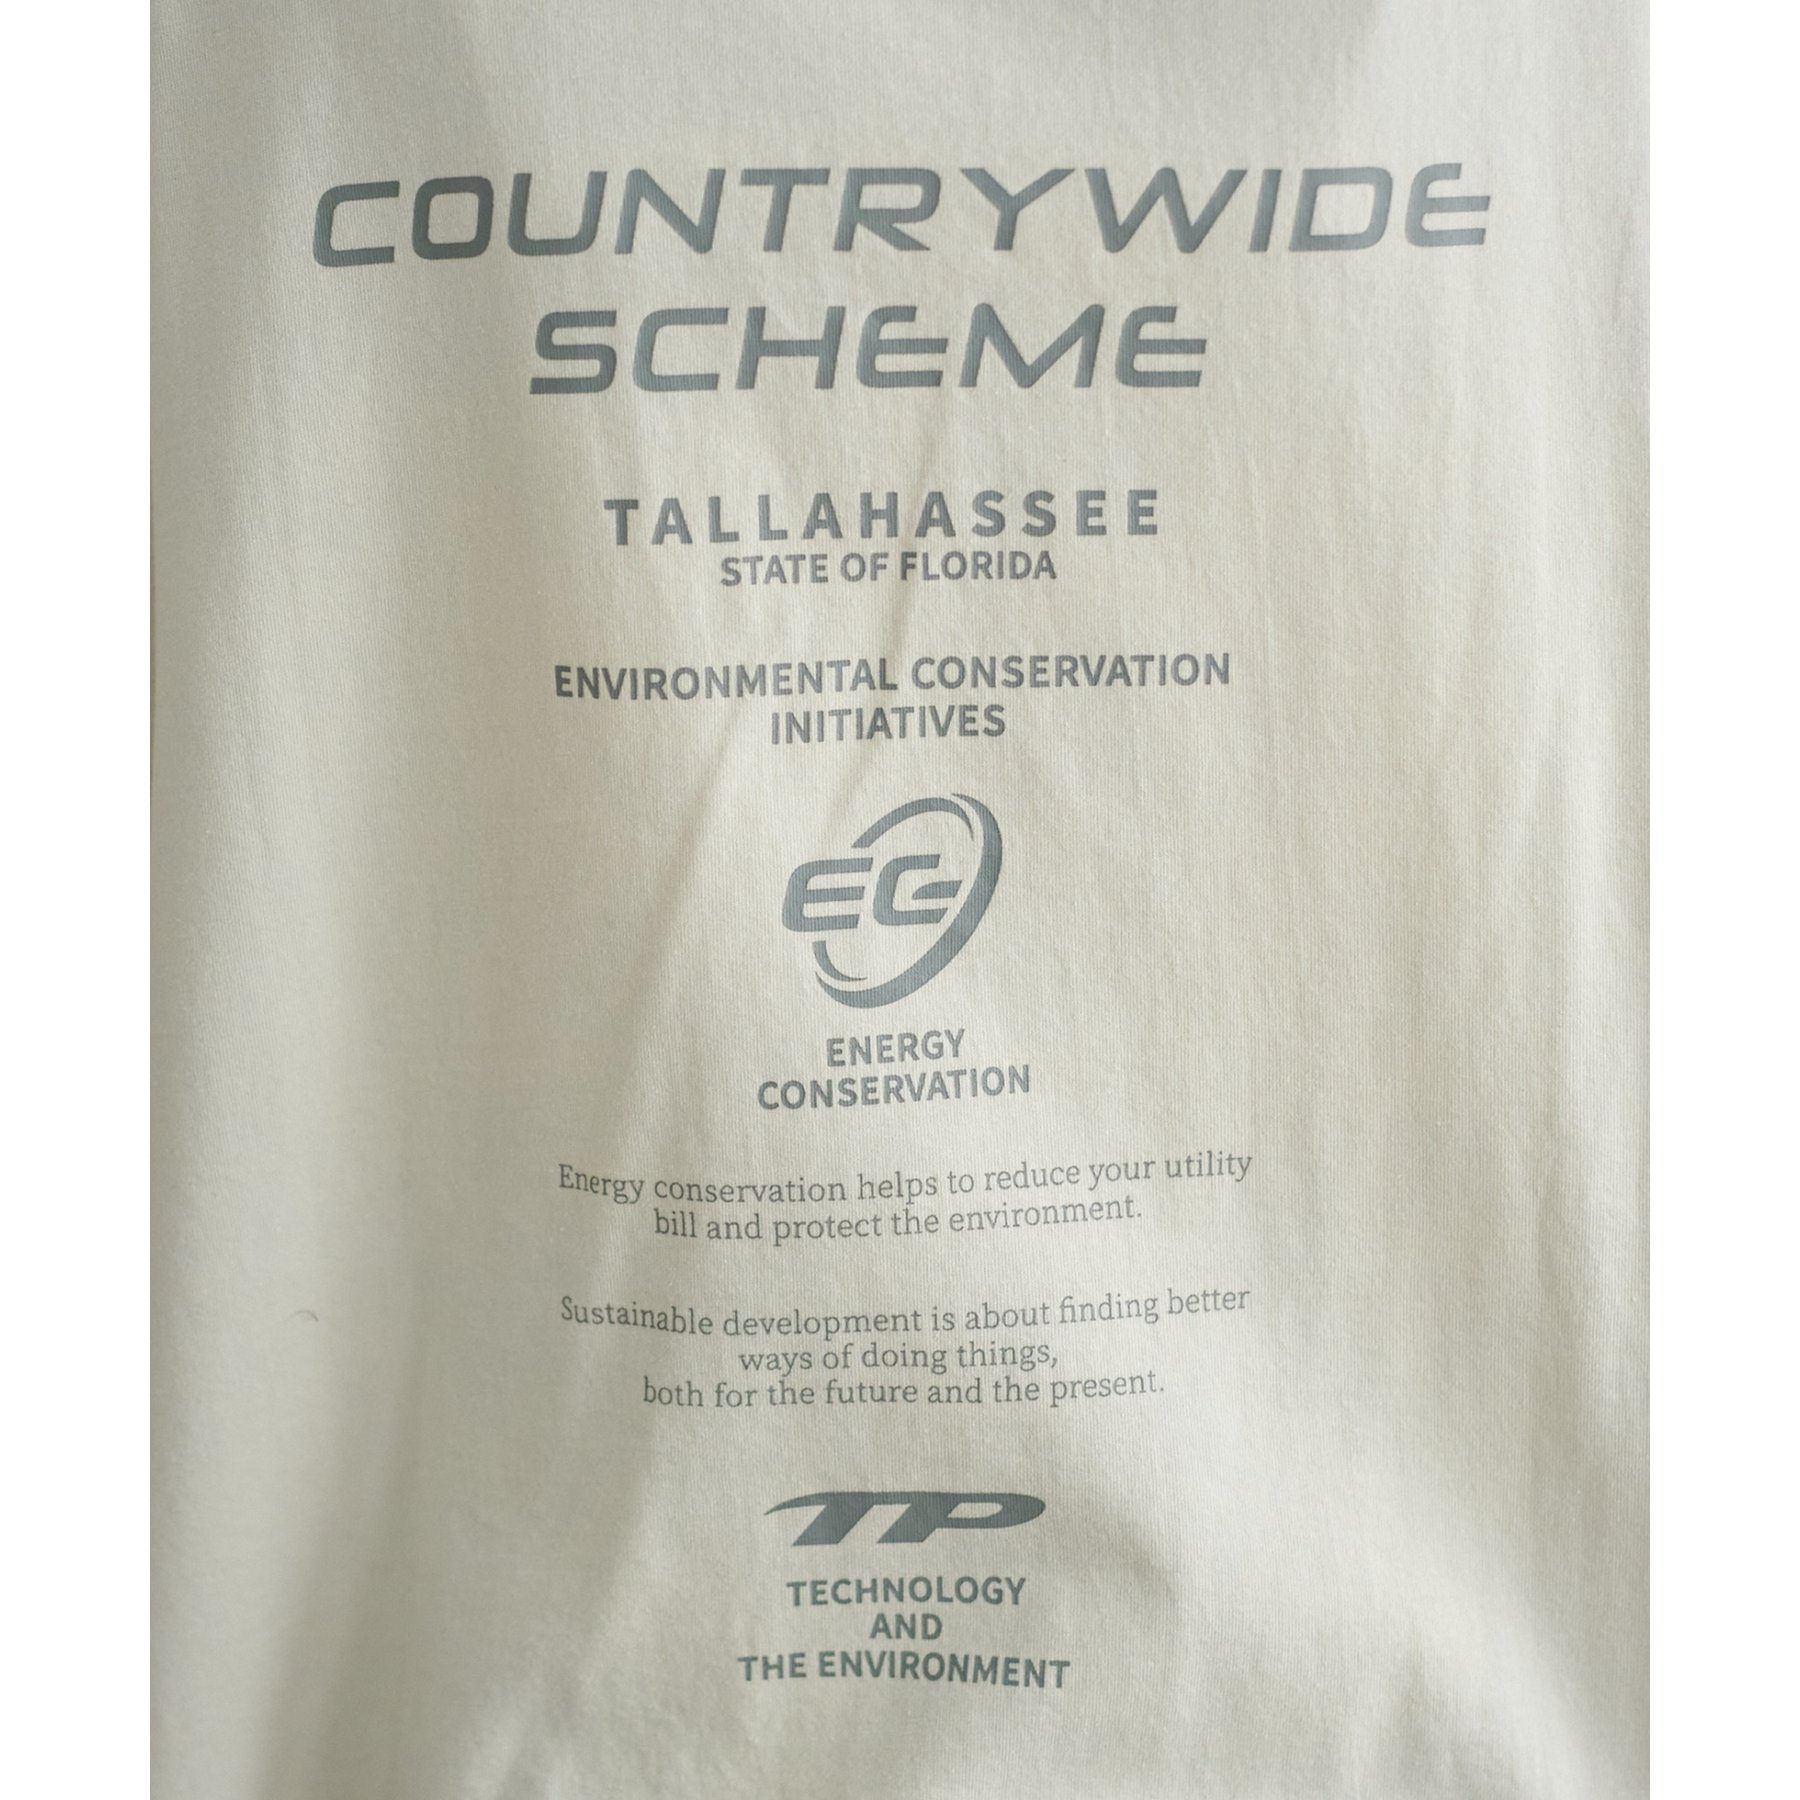 COUNTRYWIDE
SCHEME
TALLAHASSEE
STATE OF FLORIDA
ENVIRONMENTAL CONSERVATION
INITIATIVES
EC
ENERGY
CONSERVATION
Energy conservation helps to reduce your utility
bill and protect the environment.
Sustainable development is about finding better
ways of doing things,
both for the future and the present.
TP
TECHNOLOGY
AND
THE ENVIRONMENT